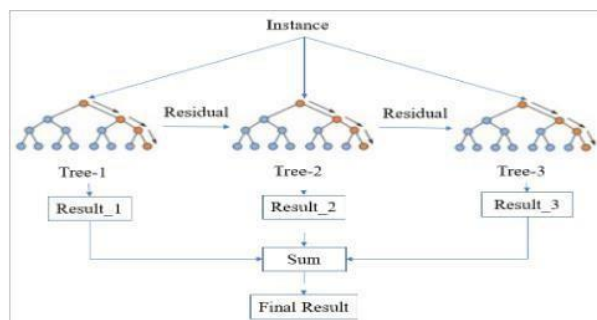 Instance
Residual
Residual
Tree-1
Tree-2
Tree-3
Result_1
Result_2
Result_3
Sum
Final Result